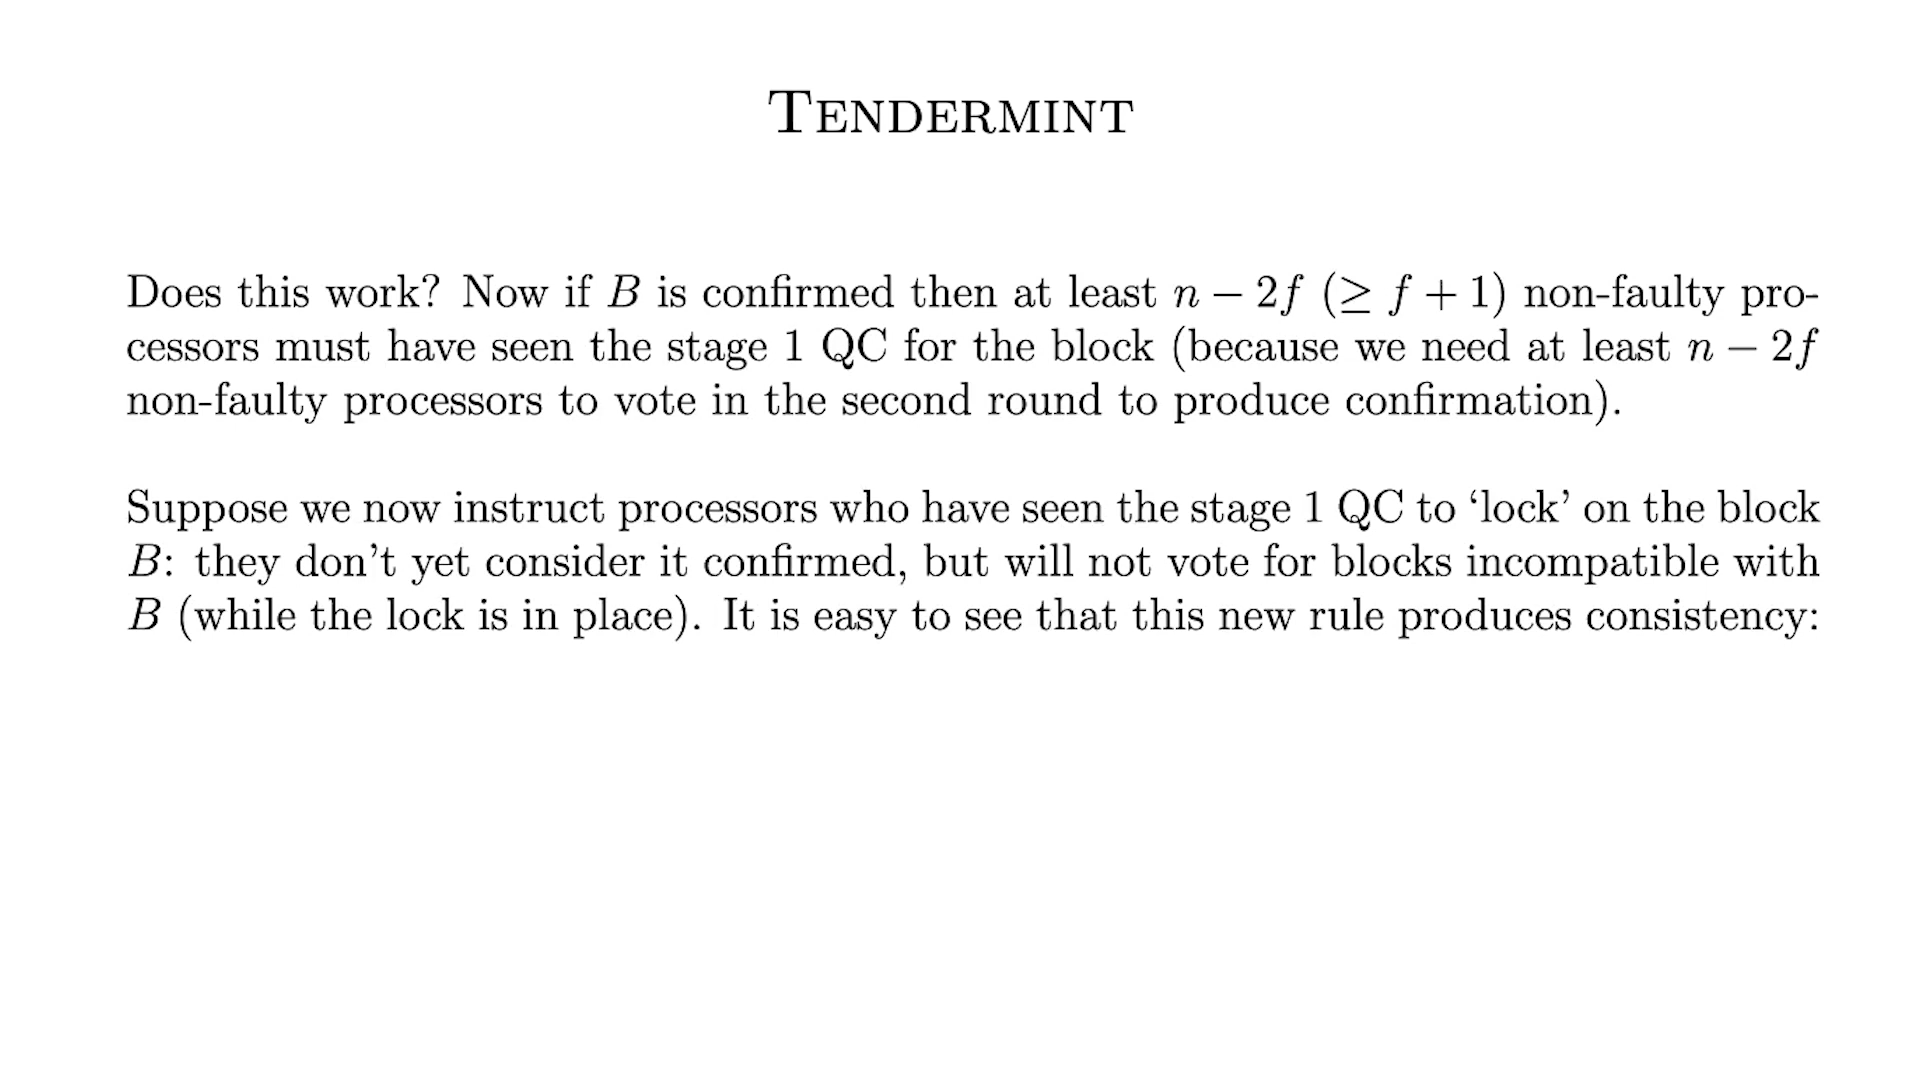 TENDERMINT
Does this work? Now if B is confirmed then at least n − 2f (≥ f + 1) non-faulty pro-
cessors must have seen the stage 1 QC for the block (because we need at least n − 2f
non-faulty processors to vote in the second round to produce confirmation).
Suppose we now instruct processors who have seen the stage 1 QC to ‘lock’ on the block
B: they don’t yet consider it confirmed, but will not vote for blocks incompatible with
B (while the lock is in place). It is easy to see that this new rule produces consistency: